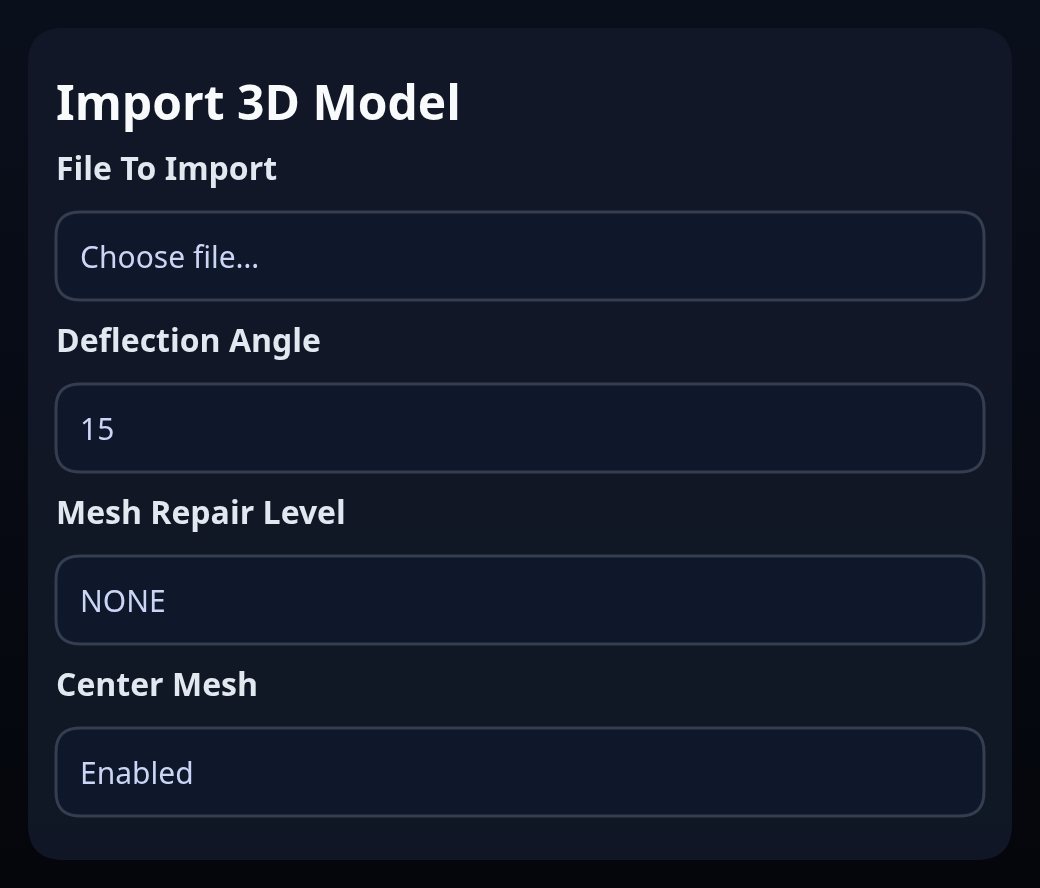 Import 3D Model
File To Import
Choose file...
Deflection Angle
15
Mesh Repair Level
NONE
Center Mesh
Enabled